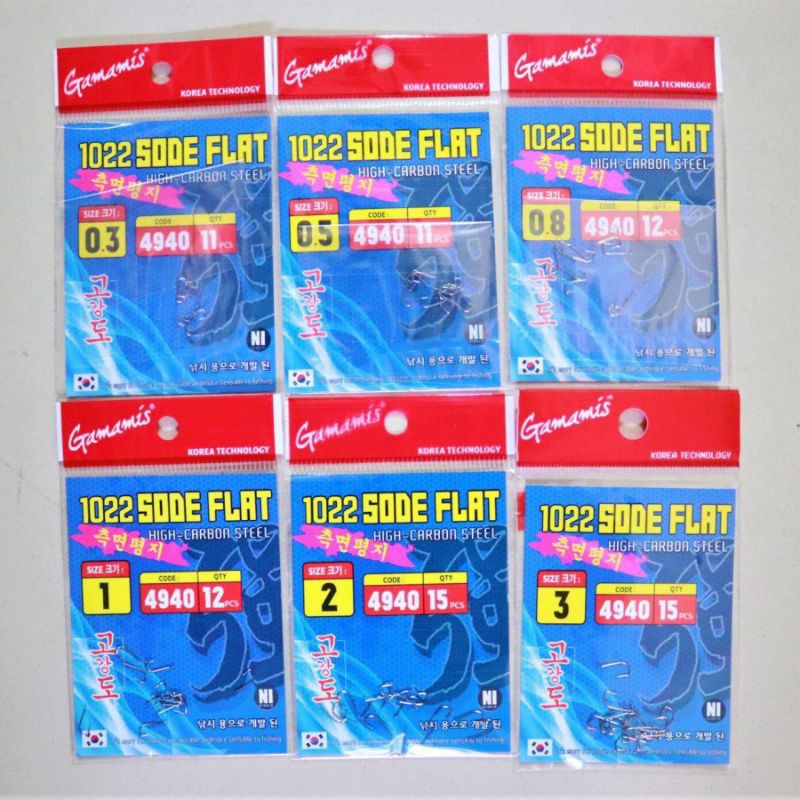 Gamamis®
KOREA TECHNOLOGY
1022 SODE FLAT
HIGH-CARBON STEEL
측면평지
SIZE 크기:
0.3
CODE:
4940
QTY
11 PCS
고강도
NI
낚시 용으로 개발 된
Gamamis®
KOREA TECHNOLOGY
1022 SODE FLAT
HIGH-CARBON STEEL
측면평지
SIZE 크기:
0.5
CODE:
4940
QTY
11 PCS
고강도
NI
낚시 용으로 개발 된
Gamamis®
KOREA TECHNOLOGY
1022 SODE FLAT
HIGH-CARBON STEEL
측면평지
SIZE 크기:
0.8
CODE:
4940
QTY
12 PCS
고강도
NI
낚시 용으로 개발 된
Gamamis®
KOREA TECHNOLOGY
1022 SODE FLAT
HIGH-CARBON STEEL
측면평지
SIZE 크기:
1
CODE:
4940
QTY
12 PCS
고강도
NI
낚시 용으로 개발 된
Gamamis®
KOREA TECHNOLOGY
1022 SODE FLAT
HIGH-CARBON STEEL
측면평지
SIZE 크기:
2
CODE:
4940
QTY
15 PCS
고강도
NI
낚시 용으로 개발 된
Gamamis®
KOREA TECHNOLOGY
1022 SODE FLAT
HIGH-CARBON STEEL
측면평지
SIZE 크기:
3
CODE:
4940
QTY
15 PCS
고강도
NI
낚시 용으로 개발 된